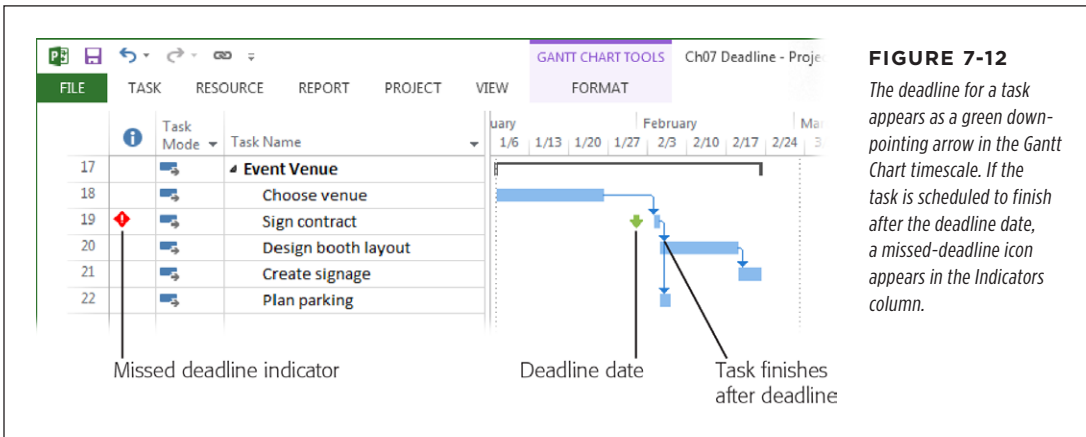 GANTT CHART TOOLS Ch07 Deadline - Proje
FILE TASK RESOURCE REPORT PROJECT VIEW FORMAT
Task Mode Task Name
uary February Ma
1/6 1/13 1/20 1/27 2/3 2/10 2/17 2/24 3
17 Event Venue
18 Choose venue
19 Sign contract
20 Design booth layout
21 Create signage
22 Plan parking
Missed deadline indicator
Deadline date
Task finishes
after deadline
FIGURE 7-12
The deadline for a task
appears as a green down-
pointing arrow in the Gantt
Chart timescale. If the
task is scheduled to finish
after the deadline date,
a missed-deadline icon
appears in the Indicators
column.